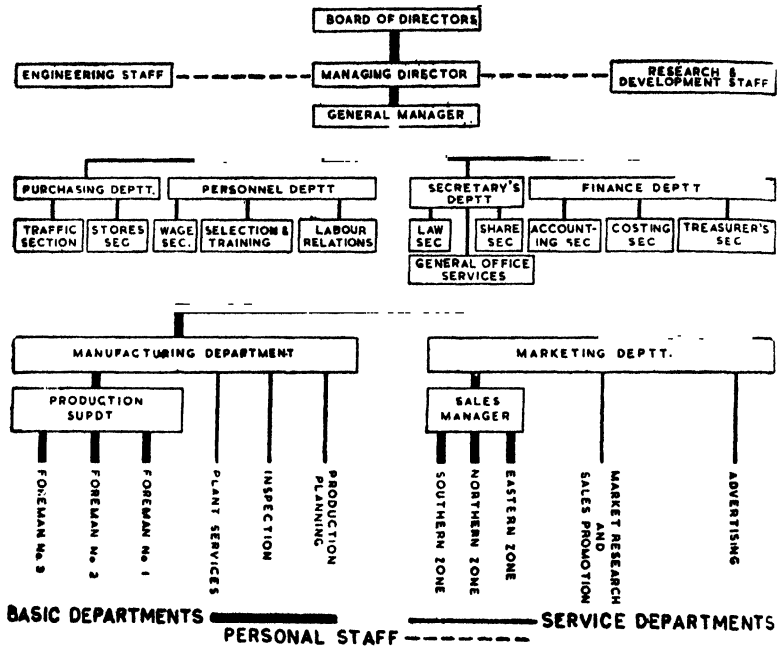 BOARD OF DIRECTORS
ENGINEERING STAFF
MANAGING DIRECTOR
RESEARCH &
DEVELOPMENT STAFF
GENERAL MANAGER
PURCHASING DEPTT.
PERSONNEL DEPTT
SECRETARY'S
DEPTT
FINANCE DEPTT
TRAFFIC
SECTION
STORES
SEC
WAGE
SEC.
SELECTION &
TRAINING
LABOUR
RELATIONS
LAW
SEC
SHARE
SEC
ACCOUNT-
ING SEC
COSTING
SEC
TREASURER'S
SEC
GENERAL OFFICE
SERVICES
MANUFACTURING DEPARTMENT
MARKETING DEPTT.
PRODUCTION
SUPDT
SALES
MANAGER
FOREMAN No. 3
FOREMAN No 2
FOREMAN No 1
PLANT SERVICES
INSPECTION
PRODUCTION
PLANNING
SOUTHERN ZONE
NORTHERN ZONE
EASTERN ZONE
MARKET RESEARCH
AND
SALES PROMOTION
ADVERTISING
BASIC DEPARTMENTS
SERVICE DEPARTMENTS
PERSONAL STAFF